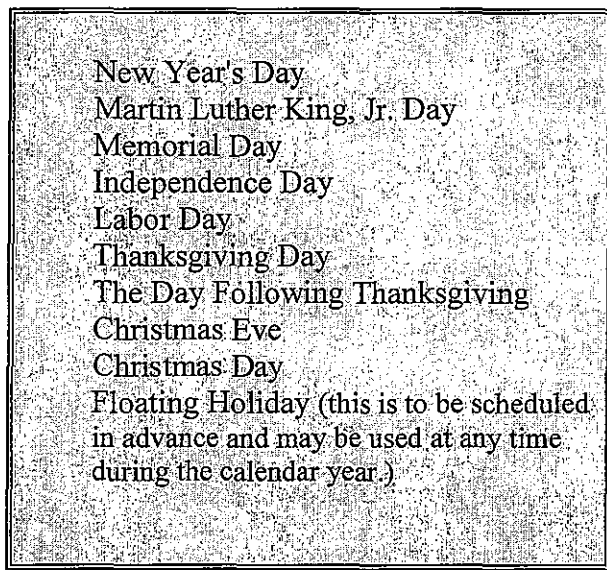 New Year's Day
Martin Luther King, Jr. Day
Memorial Day
Independence Day
Labor Day
Thanksgiving Day
The Day Following Thanksgiving
Christmas Eve
Christmas Day
Floating Holiday (this is to be scheduled
in advance and may be used at any time
during the calendar year.)